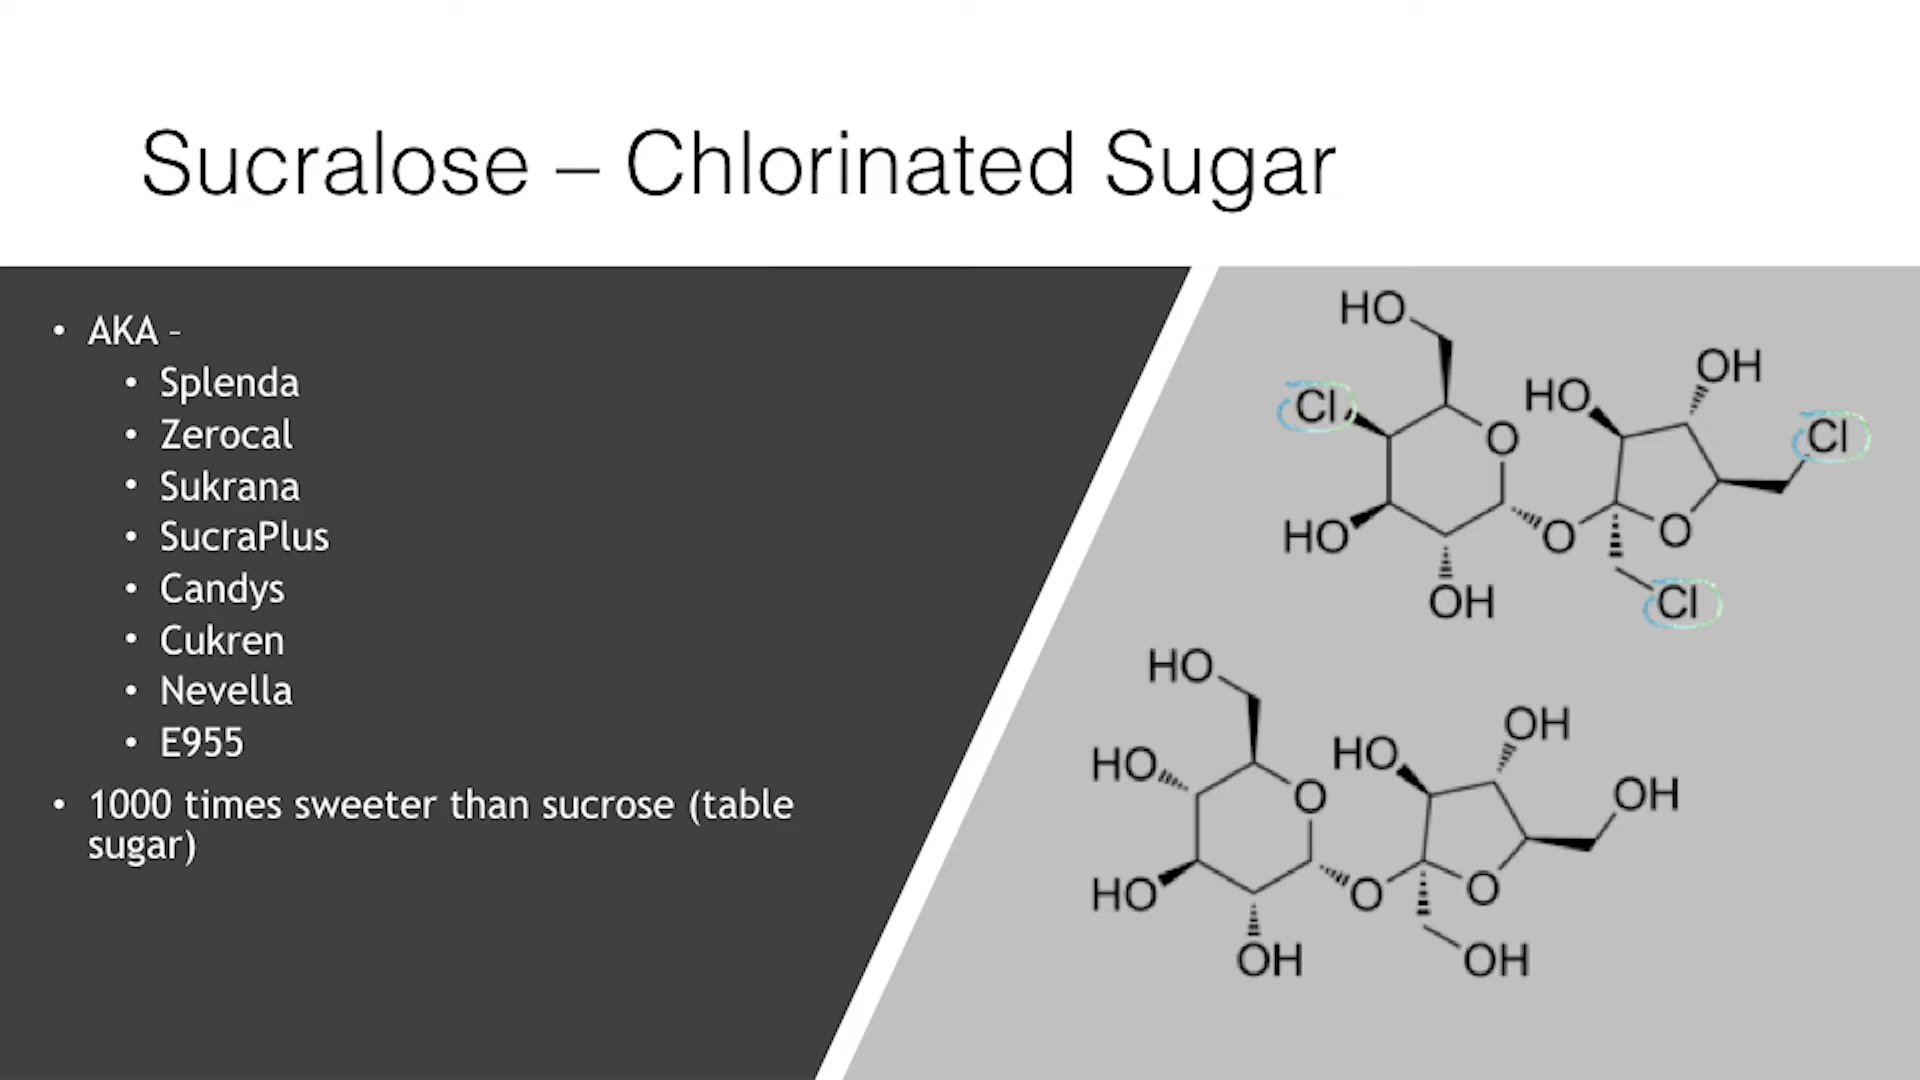 Sucralose – Chlorinated Sugar
• AKA –
• Splenda
• Zerocal
• Sukrana
• SucraPlus
• Candys
• Cukren
• Nevella
• E955
• 1000 times sweeter than sucrose (table
sugar)
HO
OH
HO
Cl
O
Cl
HO
O
O
OH
Cl
HO
OH
HO
HO
O
OH
HO
O
O
OH
OH